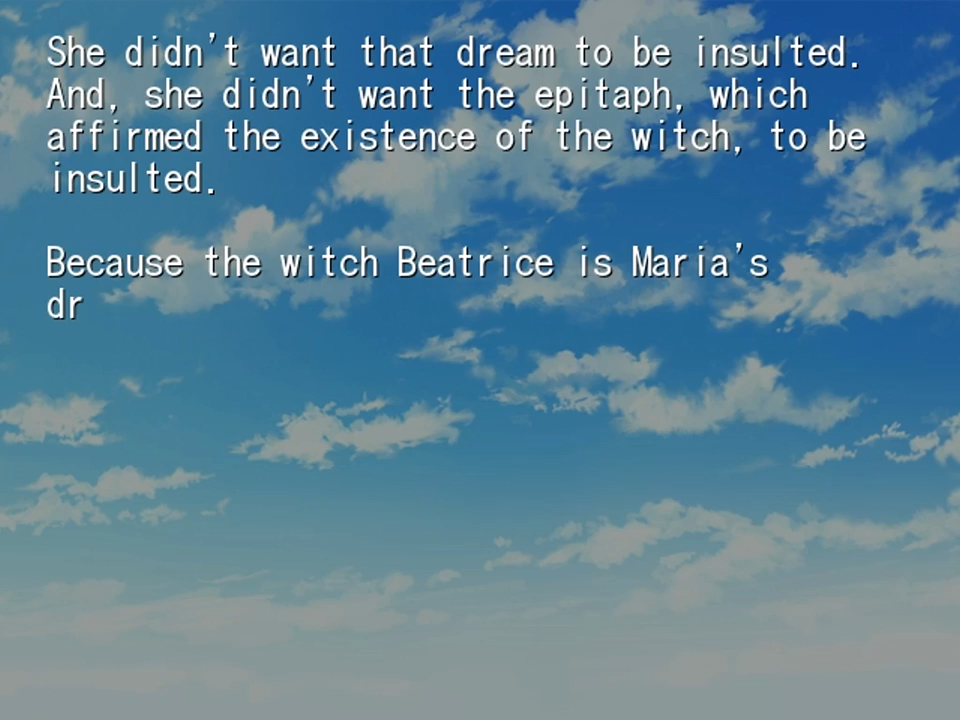 She didn't want that dream to be insulted.
And, she didn't want the epitaph, which
affirmed the existence of the witch, to be
insulted.
Because the witch Beatrice is Maria's
dr